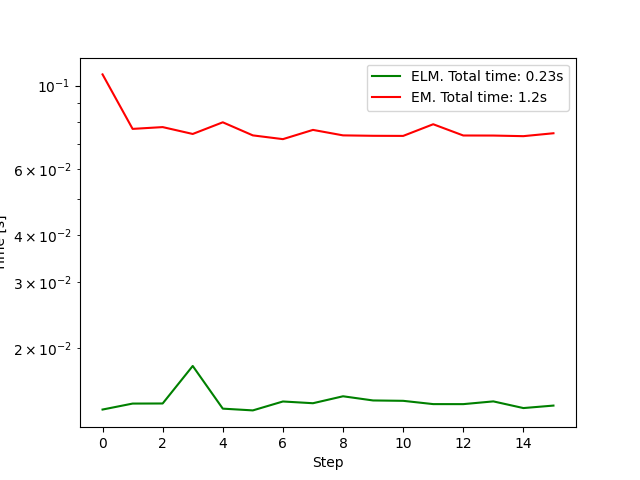 ELM. Total time: 0.23s
EM. Total time: 1.2s
10⁻¹
6 × 10⁻²
4 × 10⁻²
3 × 10⁻²
2 × 10⁻²
Time [s]
0 2 4 6 8 10 12 14
Step